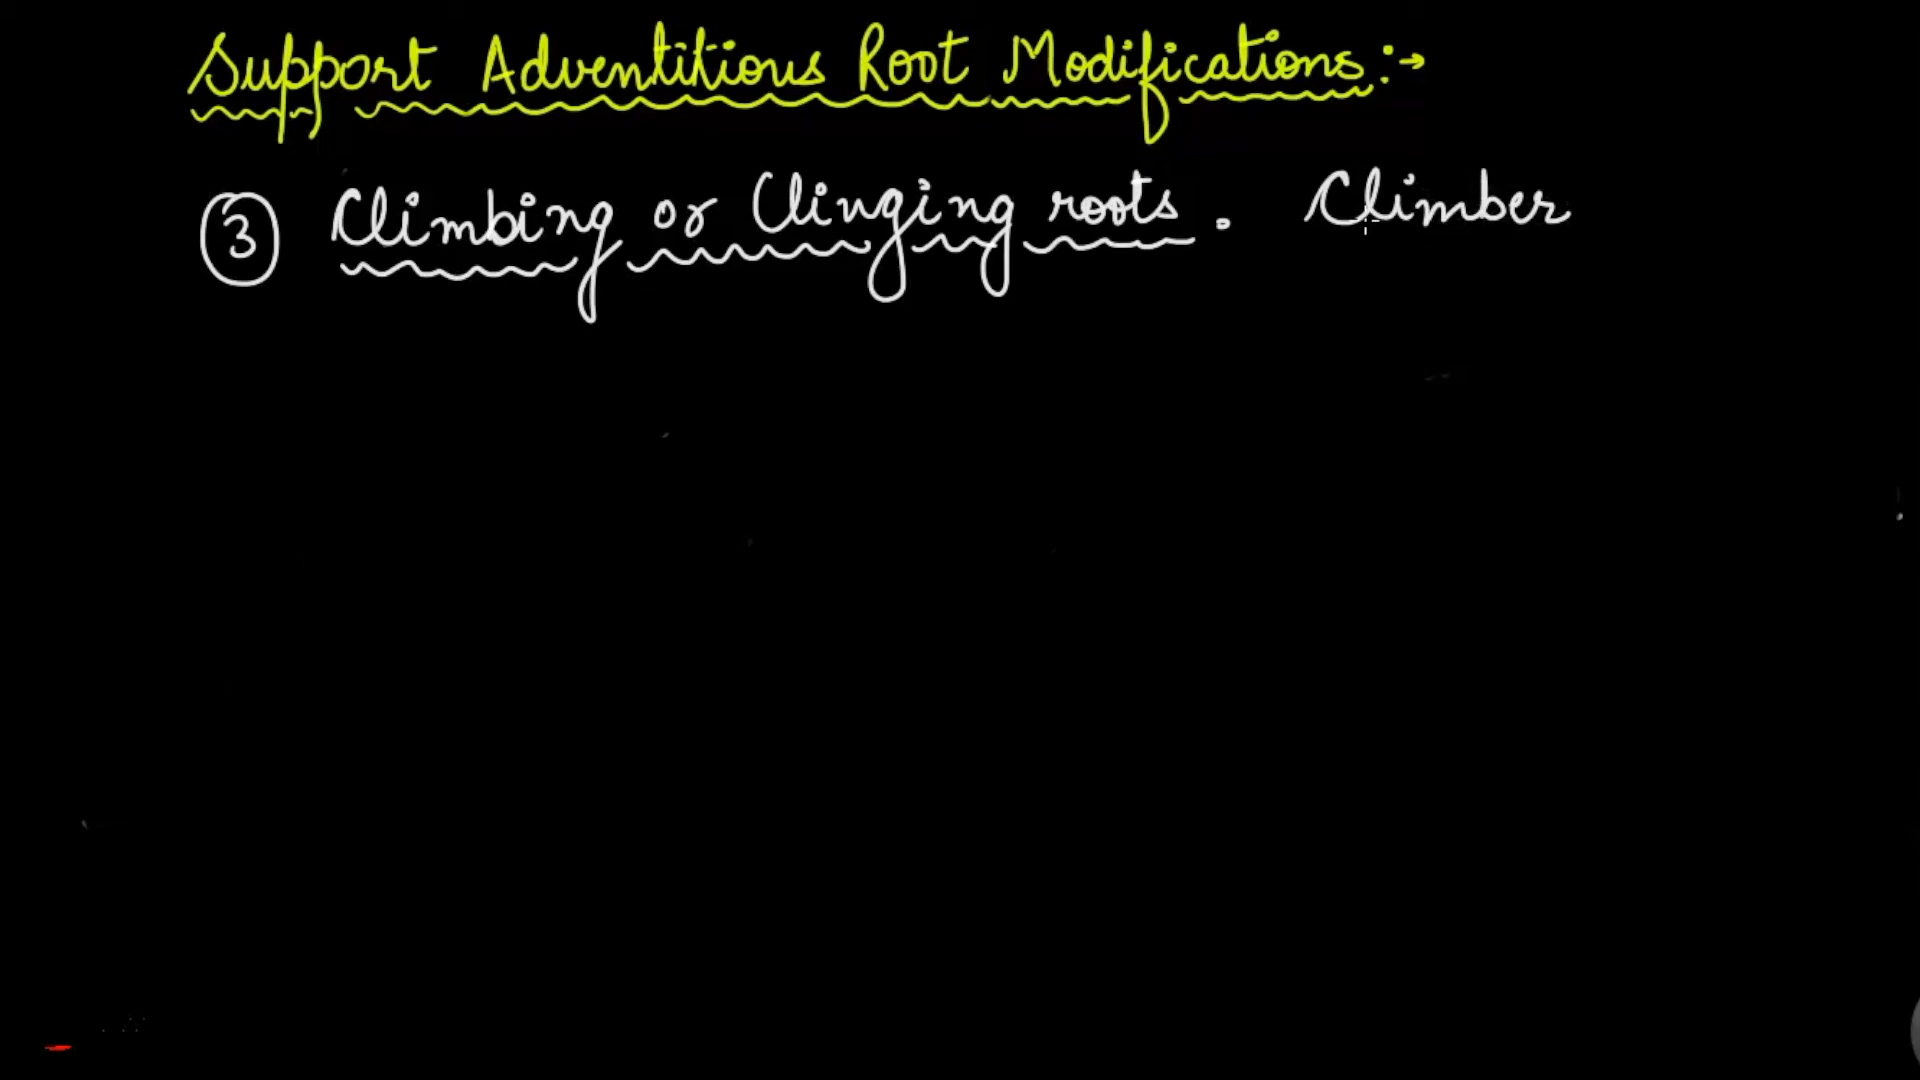 Support Adventitious Root Modifications:→
③ Climbing or Clinging roots. Climber